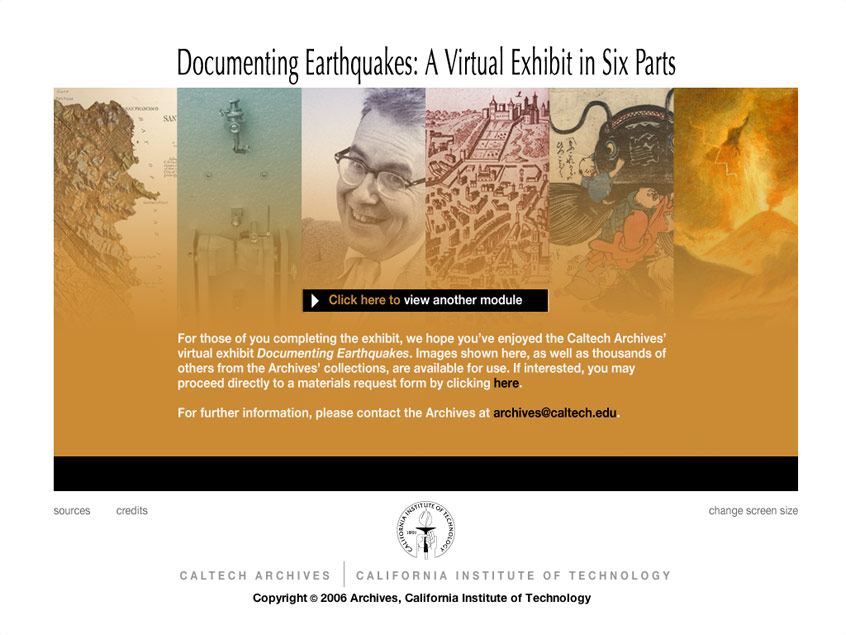 Documenting Earthquakes: A Virtual Exhibit in Six Parts
SAN FRANCISCO
SAN
Click here to view another module
For those of you completing the exhibit, we hope you've enjoyed the Caltech Archives'
virtual exhibit Documenting Earthquakes. Images shown here, as well as thousands of
others from the Archives' collections, are available for use. If interested, you may
proceed directly to a materials request form by clicking here.
For further information, please contact the Archives at archives@caltech.edu.
sources credits
change screen size
CALIFORNIA INSTITUTE OF TECHNOLOGY
1891
CALTECH ARCHIVES
CALIFORNIA INSTITUTE OF TECHNOLOGY
Copyright © 2006 Archives, California Institute of Technology